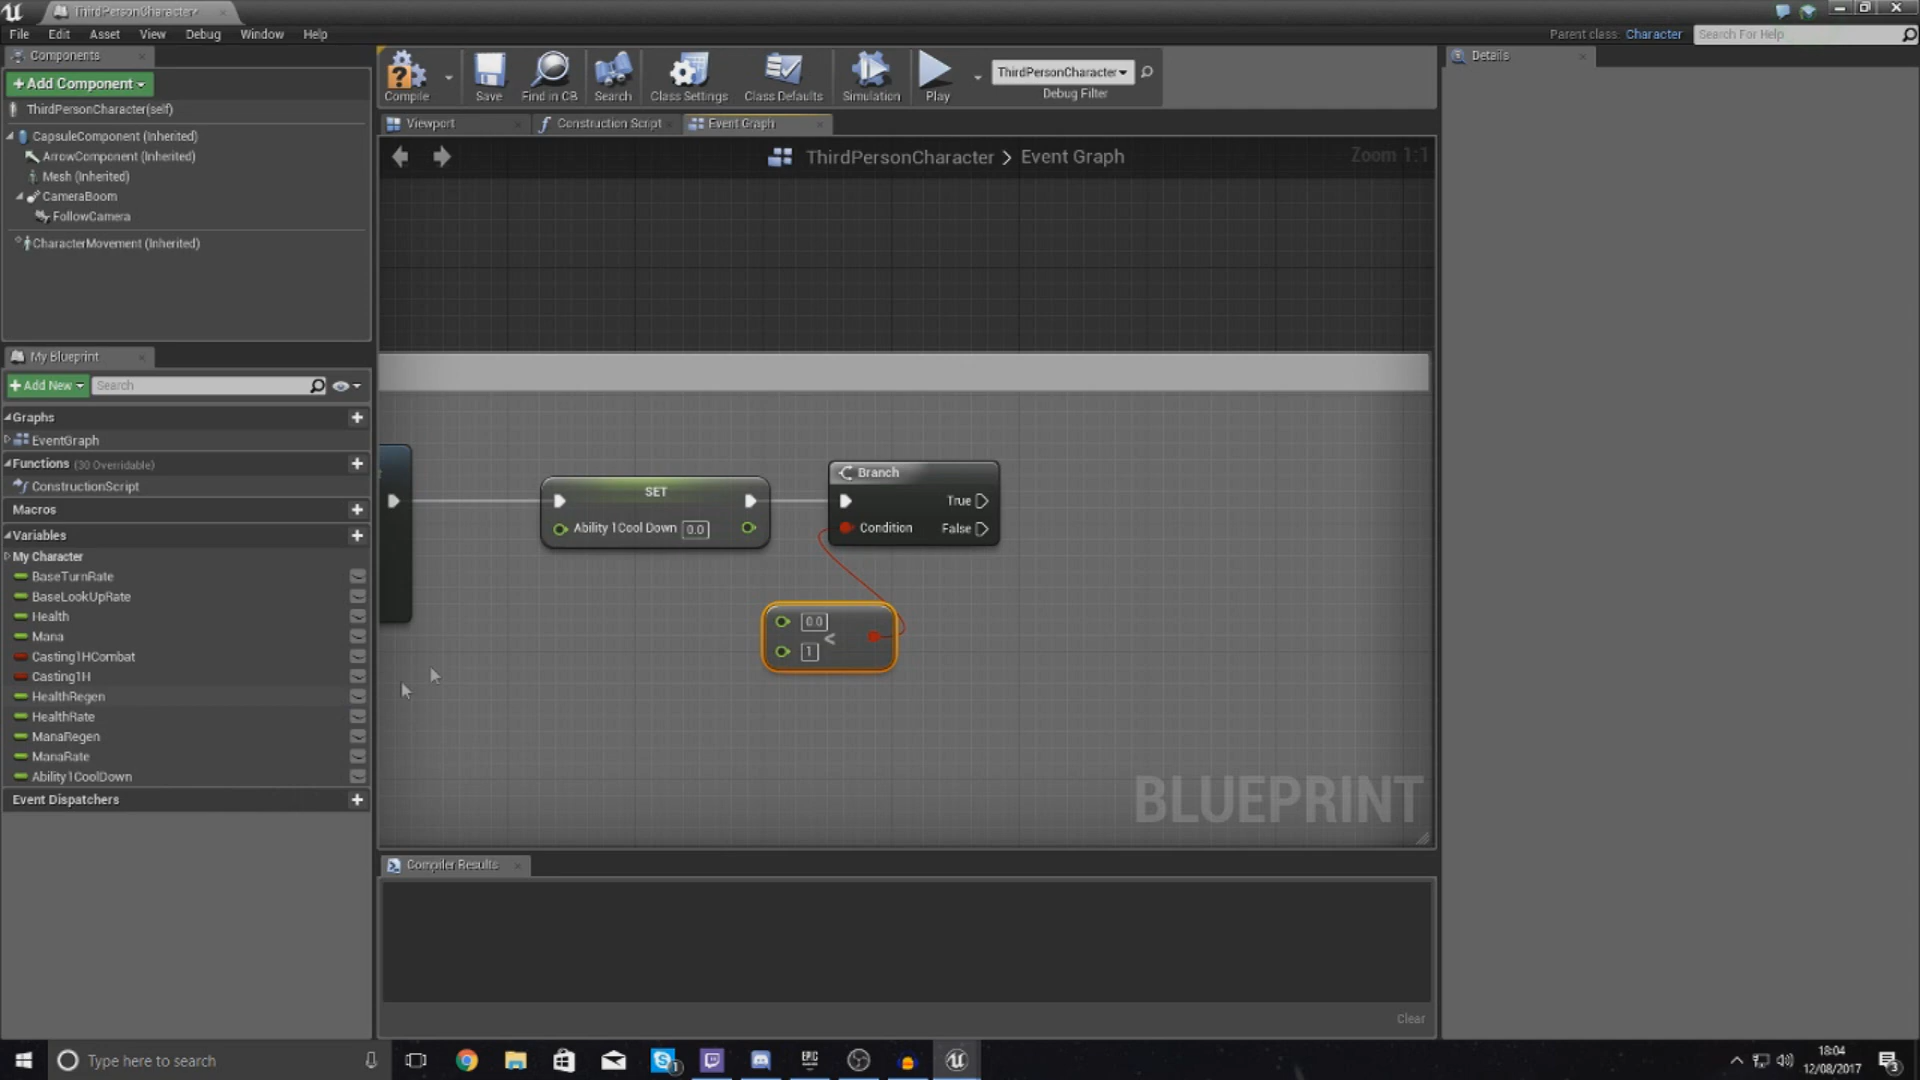 ThirdPersonCharacter*
File Edit Asset View Debug Window Help
Parent class: Character Search For Help
Components
+Add Component
ThirdPersonCharacter(self)
CapsuleComponent (Inherited)
ArrowComponent (Inherited)
Mesh (Inherited)
CameraBoom
FollowCamera
CharacterMovement (Inherited)
Compile Save Find in CB Search Class Settings Class Defaults Simulation Play
ThirdPersonCharacter
Debug Filter
Details
Viewport Construction Script Event Graph
ThirdPersonCharacter > Event Graph
Zoom 1:1
My Blueprint
+Add New Search
Graphs
EventGraph
Functions (30 Overridable)
ConstructionScript
Macros
Variables
My Character
BaseTurnRate
BaseLookUpRate
Health
Mana
Casting1HCombat
Casting1H
HealthRegen
HealthRate
ManaRegen
ManaRate
Ability1CoolDown
Event Dispatchers
SET
Ability 1Cool Down 0.0
Branch
True
Condition False
0.0
<
1
BLUEPRINT
Compiler Results
Clear
Type here to search
1
EPIC
18:04
12/08/2017
3